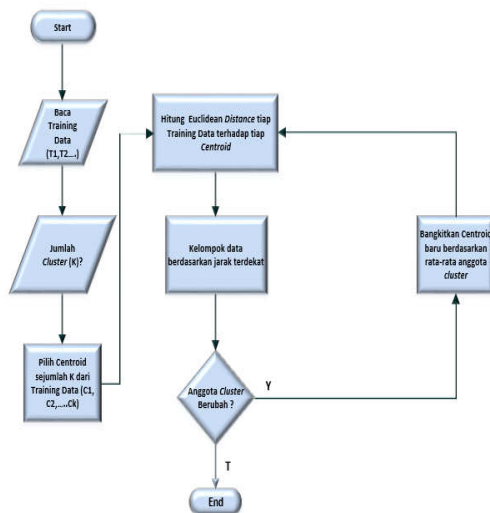 Start
Baca
Training
Data
(T1,T2....)
Jumlah
Cluster (K)?
Pilih Centroid
sejumlah K dari
Training Data (C1,
C2,.....Ck)
Hitung Euclidean Distance tiap
Training Data terhadap tiap
Centroid
Kelompok data
berdasarkan jarak terdekat
Anggota Cluster
Berubah ?
Y
T
End
Bangkitkan Centroid
baru berdasarkan
rata-rata anggota
cluster